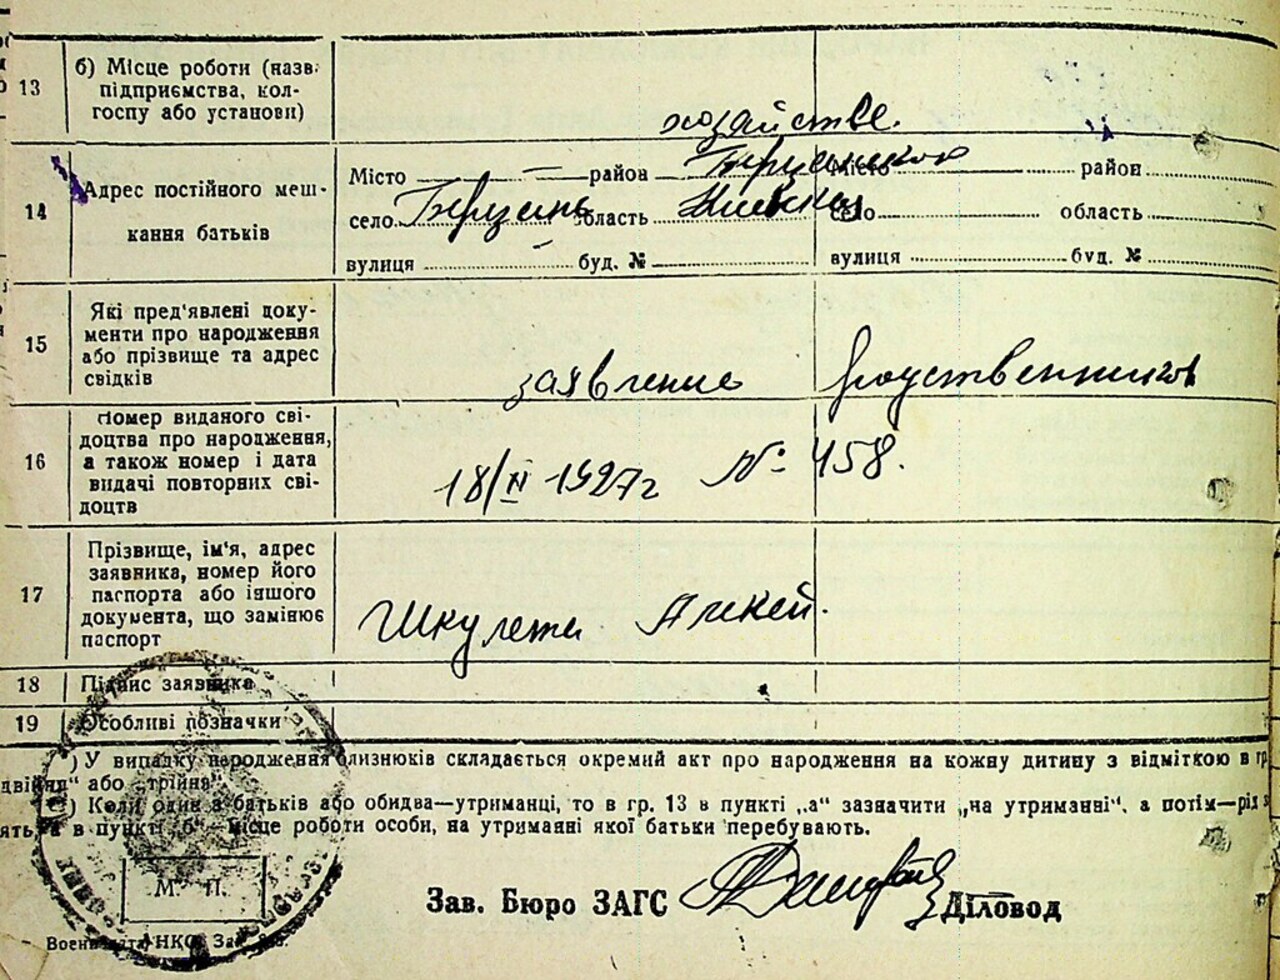 13 б) Місце роботи (назв.
підприємства, кол-
госпу або установи)
хозяйстве.
14 Адрес постійного меш-
кання батьків
Місто — район
село область
вулиця — буд. №
Місто район
село область
вулиця буд. №
15 Які пред'явлені доку-
менти про народження
або прізвище та адрес
свідків
заявление родственников
16 Номер виданого сві-
доцтва про народження,
а також номер і дата
видачі повторних сві-
доцтв
18/ 1927г № 458.
17 Прізвище, ім'я, адрес
заявника, номер його
паспорта або іншого
документа, що замінює
паспорт
18 Підпис заявника
19 Особливі позначки
*) У випадку народження близнюків складається окремий акт про народження на кожну дитину з відміткою в гр
двійня" або „трійня"
Коли один з батьків або обидва—утриманці, то в гр. 13 в пункті „а" зазначити „на утриманні", а потім—рід з
ять, а в пункті „б"—місце роботи особи, на утриманні якої батьки перебувають.
М. П.
Зав. Бюро ЗАГС Діловод